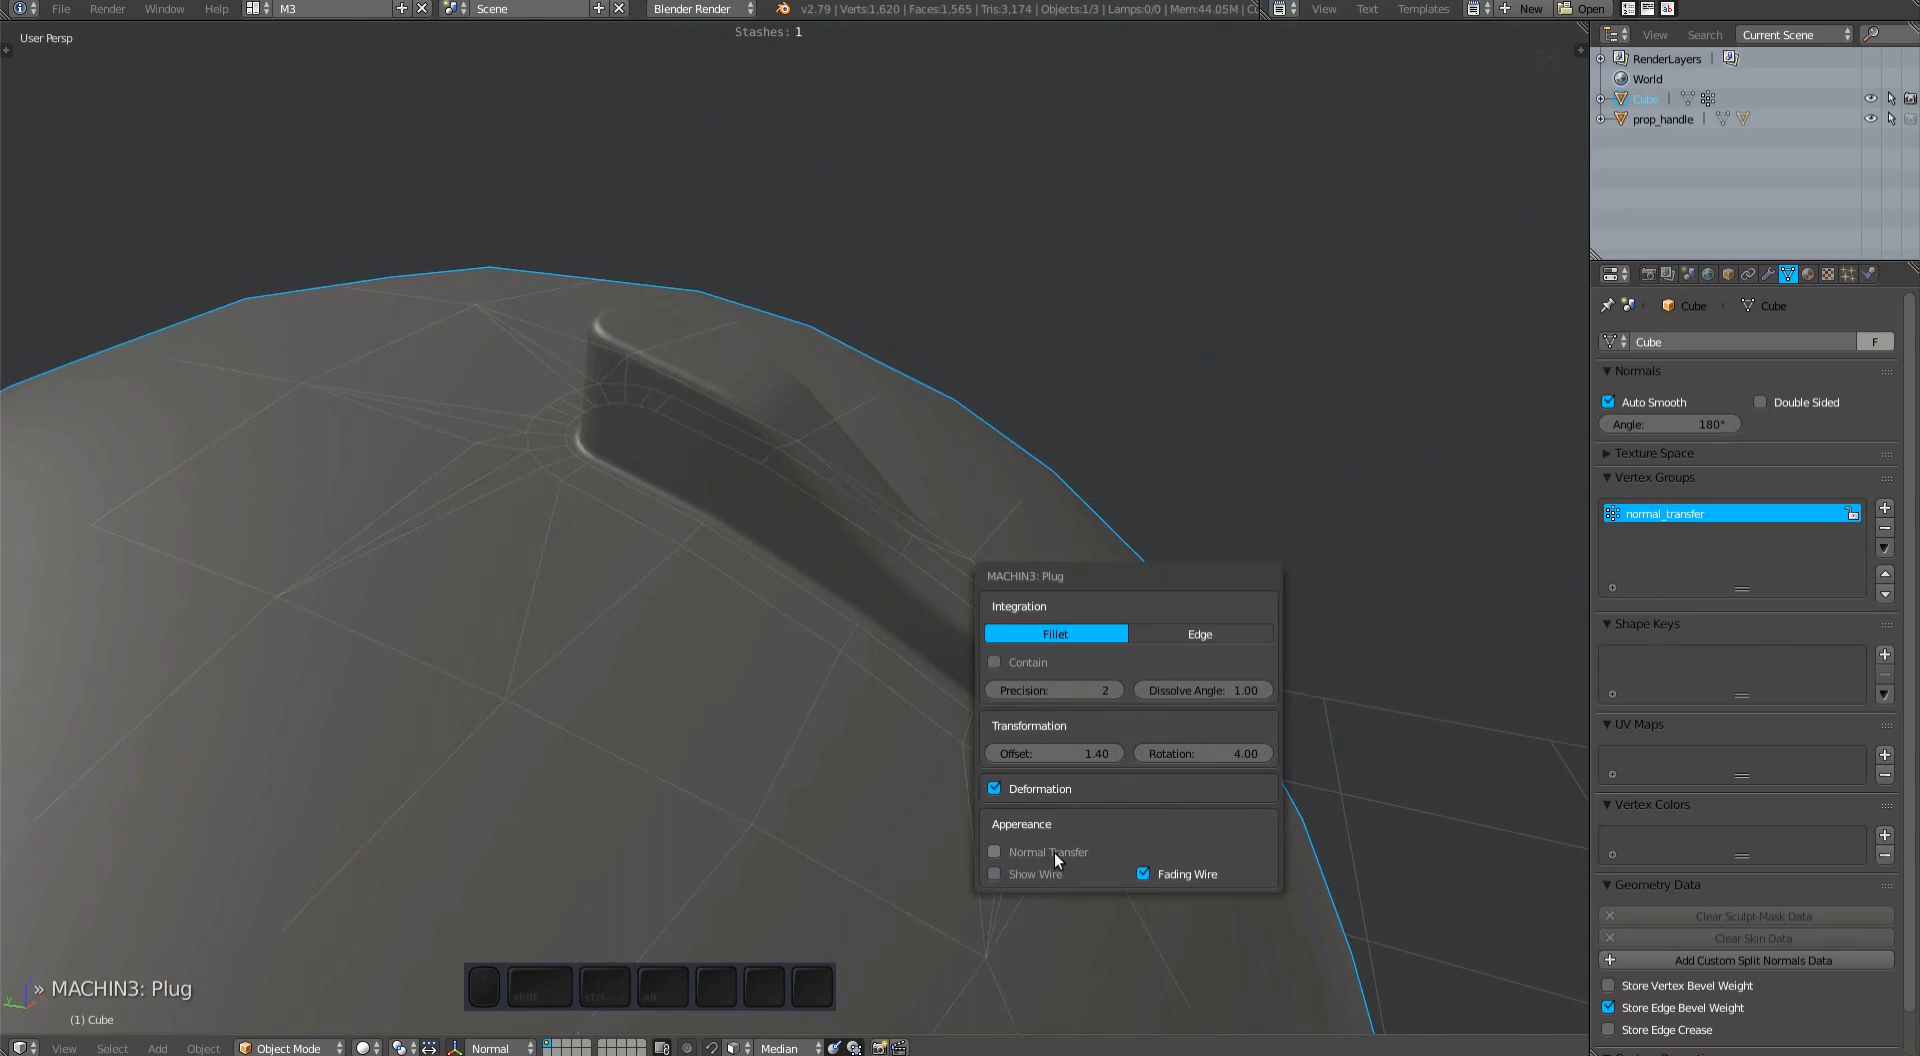 File Render Window Help M3 Scene Blender Render v2.79 | Verts:1,620 | Faces:1,565 | Tris:3,174 | Objects:1/3 | Lamps:0/0 | Mem:44.05M | View Text Templates New Open
User Persp
Stashes: 1
View Search Current Scene
RenderLayers
World
Cube
prop_handle
Cube Cube
Cube F
Normals
Auto Smooth Double Sided
Angle: 180°
Texture Space
Vertex Groups
normal_transfer
Shape Keys
UV Maps
Vertex Colors
Geometry Data
Clear Sculpt-Mask Data
Clear Skin Data
Add Custom Split Normals Data
Store Vertex Bevel Weight
Store Edge Bevel Weight
Store Edge Crease
MACHIN3: Plug
Integration
Fillet Edge
Contain
Precision: 2 Dissolve Angle: 1.00
Transformation
Offset: 1.40 Rotation: 4.00
Deformation
Appereance
Normal Transfer
Show Wire Fading Wire
shift ctrl alt
» MACHIN3: Plug
(1) Cube
View Select Add Object Object Mode Normal Median